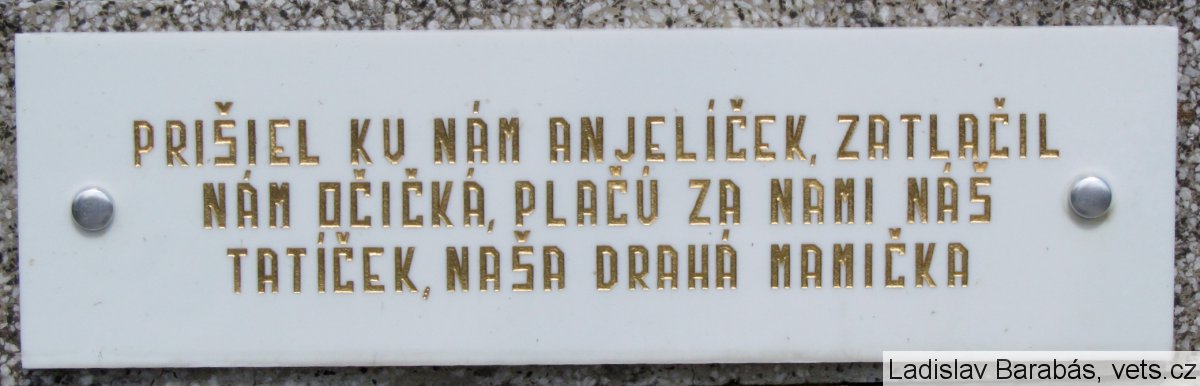 PRIŠIEL KU NÁM ANJELÍČEK, ZATLAČIL
NÁM OČIČKÁ, PLAČÚ ZA NAMI NÁŠ
TATÍČEK, NAŠA DRAHÁ MAMIČKA
Ladislav Barabás, vets.cz